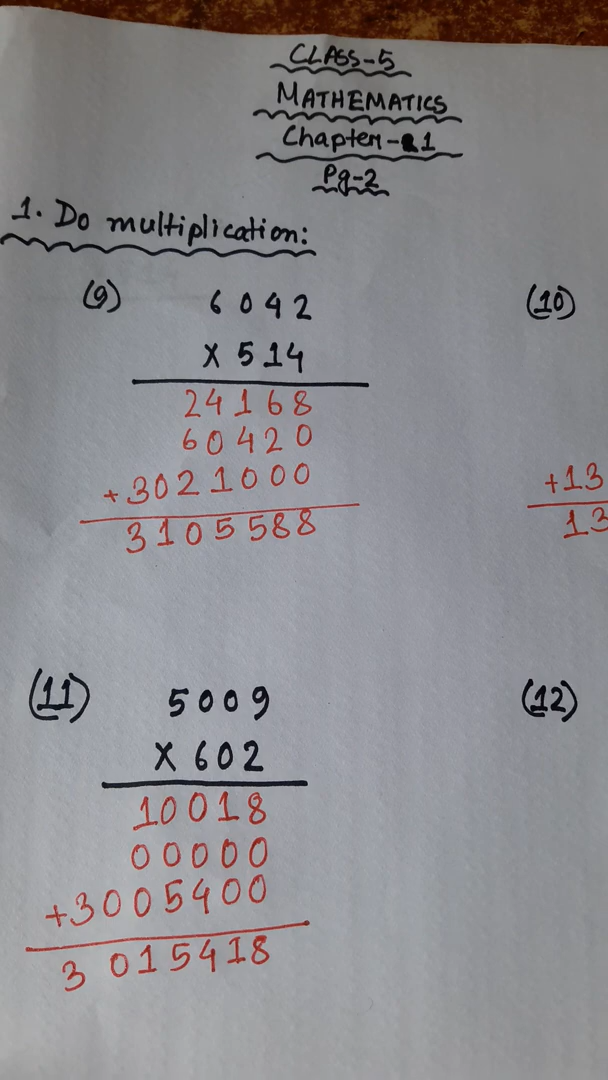 CLASS-5
MATHEMATICS
Chapter-1
Pg-2
1. Do multiplication:
(9) 6042
X 514
24168
60420
+3021000
3105588
(10)
+13
13
(11) 5009
X 602
10018
00000
+3005400
3015418
(12)